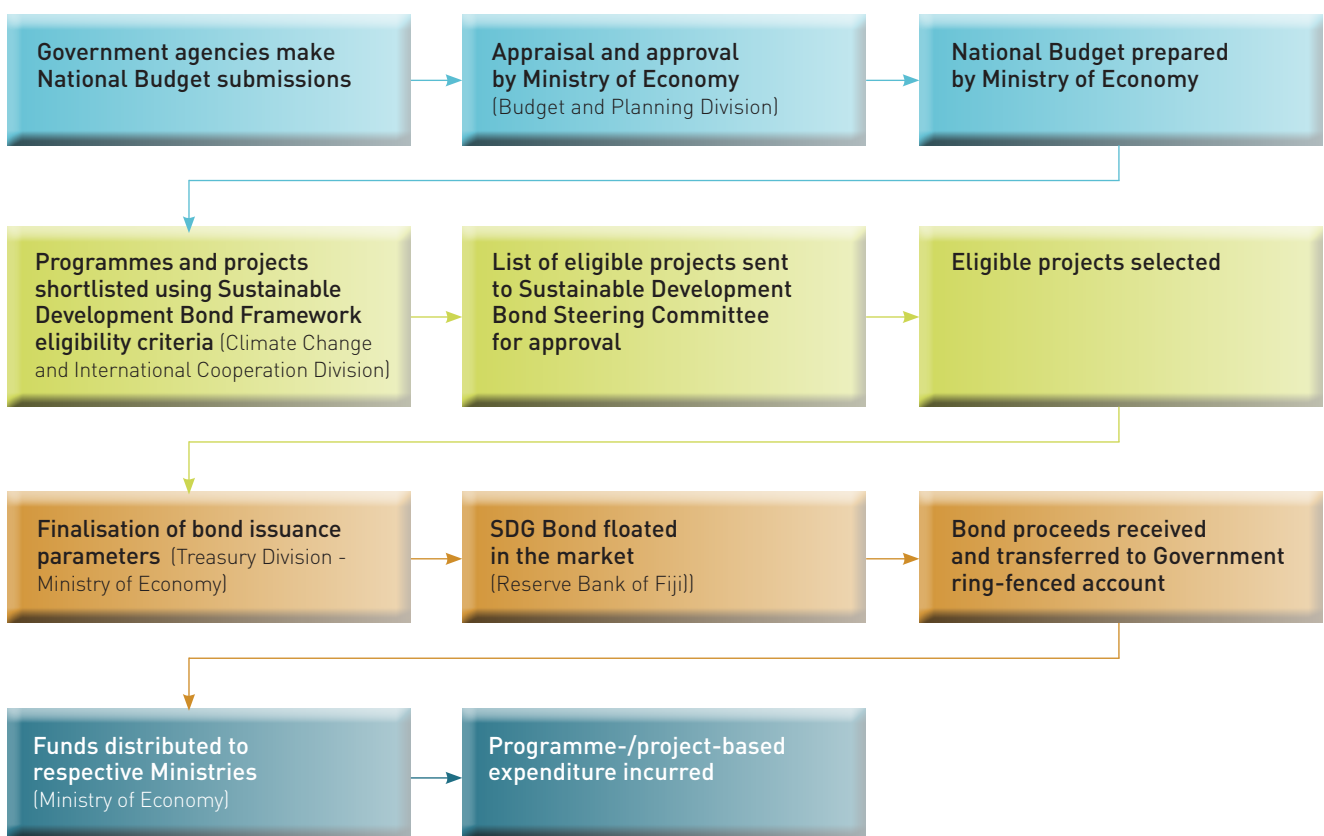 Government agencies make
National Budget submissions
Appraisal and approval
by Ministry of Economy
(Budget and Planning Division)
National Budget prepared
by Ministry of Economy
Programmes and projects
shortlisted using Sustainable
Development Bond Framework
eligibility criteria (Climate Change
and International Cooperation Division)
List of eligible projects sent
to Sustainable Development
Bond Steering Committee
for approval
Eligible projects selected
Finalisation of bond issuance
parameters (Treasury Division -
Ministry of Economy)
SDG Bond floated
in the market
(Reserve Bank of Fiji))
Bond proceeds received
and transferred to Government
ring-fenced account
Funds distributed to
respective Ministries
(Ministry of Economy)
Programme-/project-based
expenditure incurred